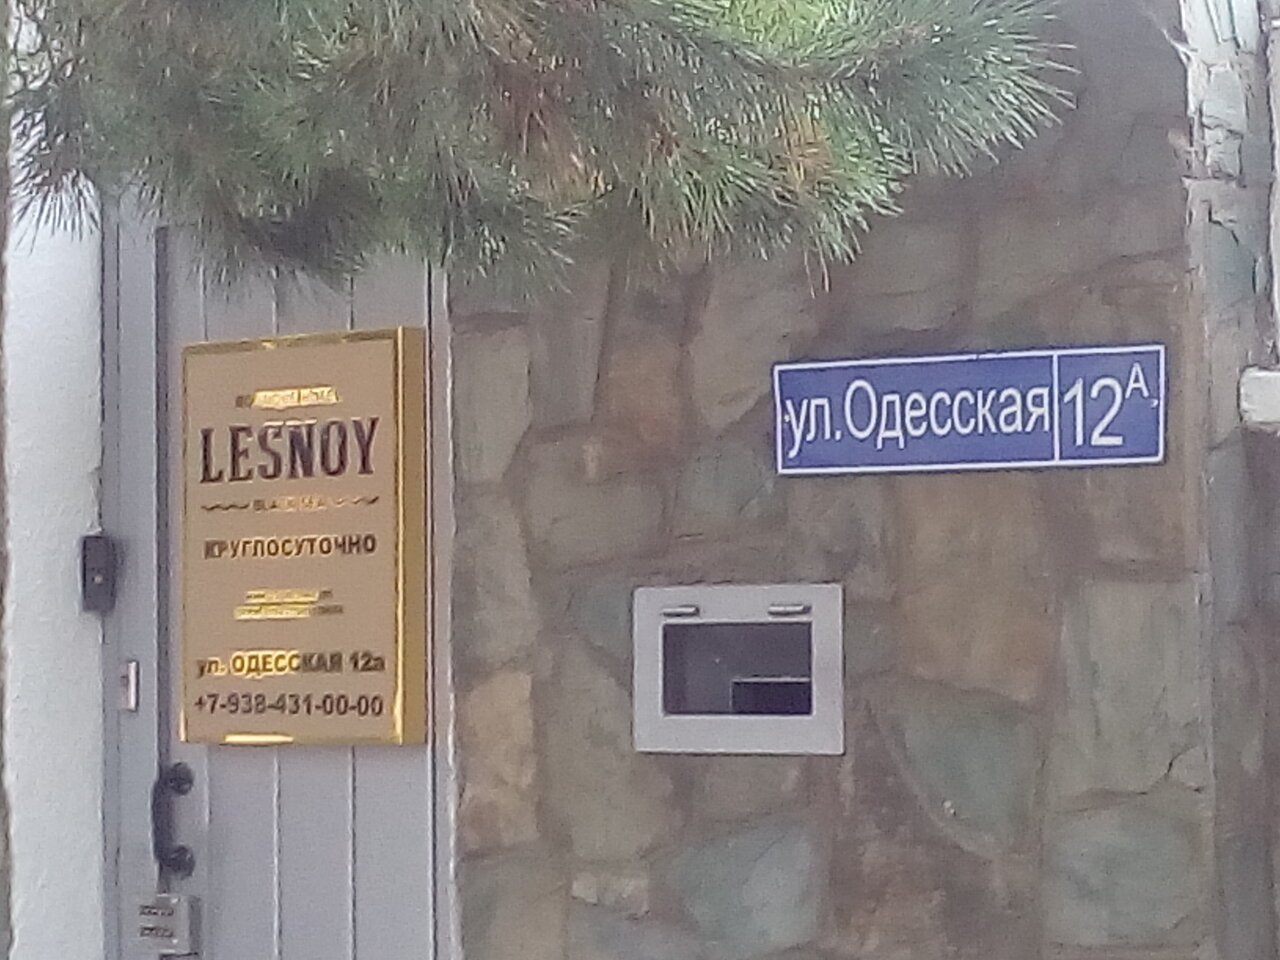 LESNOY
КРУГЛОСУТОЧНО
ул. ОДЕССКАЯ 12а
+7-938-431-00-00
ул.Одесская 12А